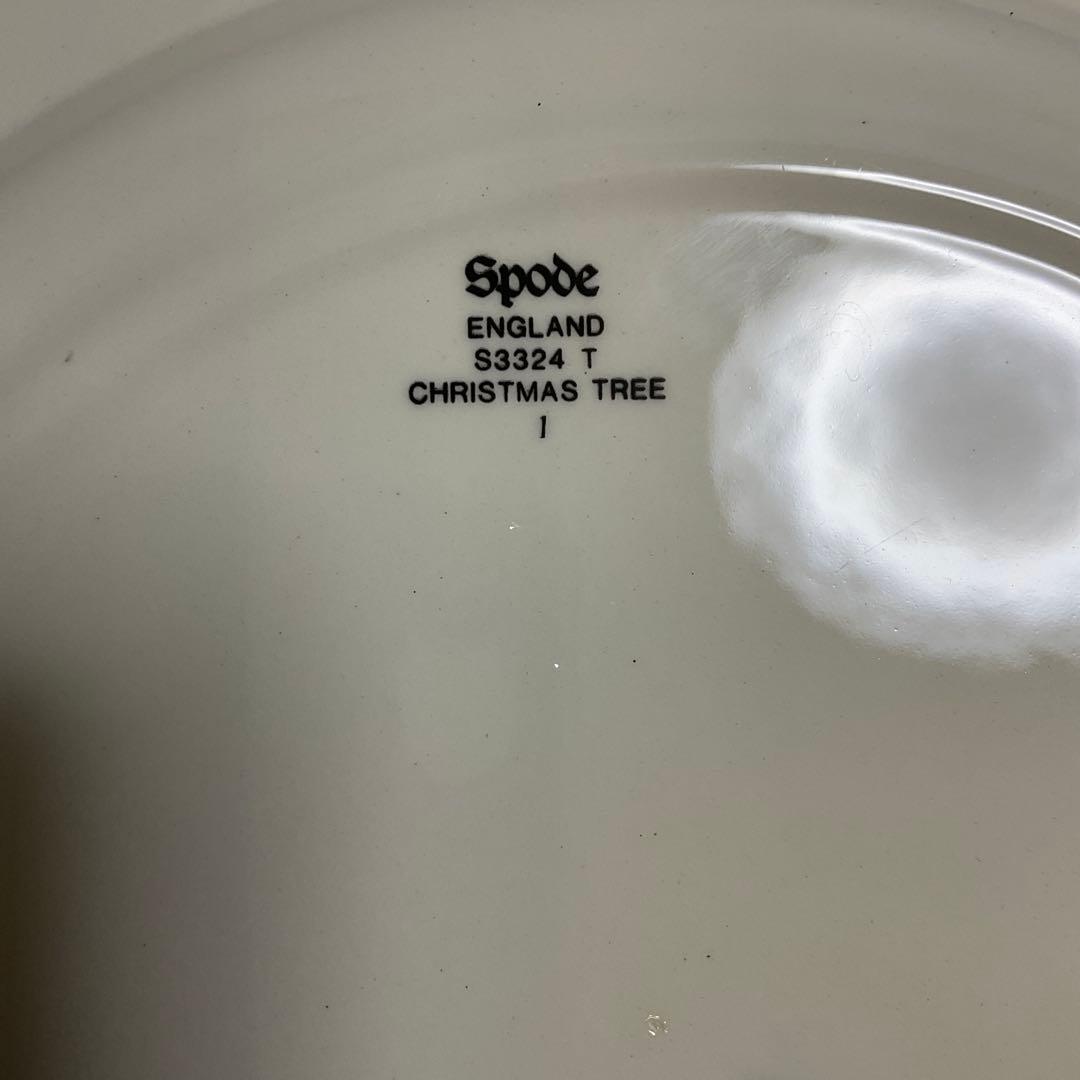 Spode
ENGLAND
S3324 T
CHRISTMAS TREE
1